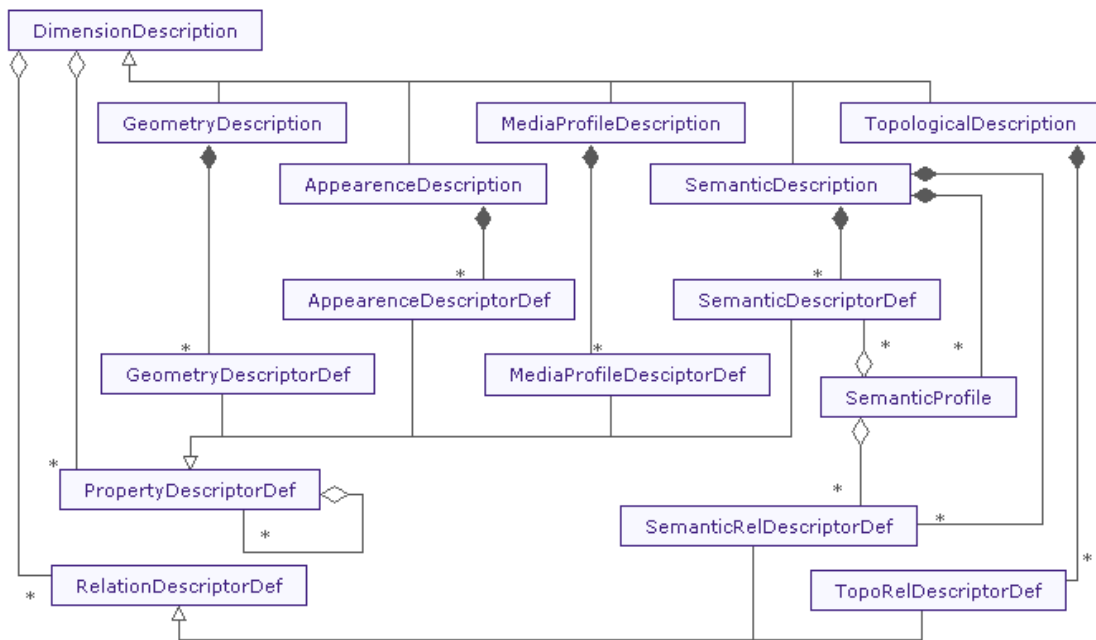 DimensionDescription
GeometryDescription
MediaProfileDescription
TopologicalDescription
AppearenceDescription
SemanticDescription
*
*
AppearenceDescriptorDef
SemanticDescriptorDef
*
*
*
*
GeometryDescriptorDef
MediaProfileDesciptorDef
SemanticProfile
*
PropertyDescriptorDef
*
SemanticRelDescriptorDef
*
*
*
RelationDescriptorDef
TopoRelDescriptorDef
*